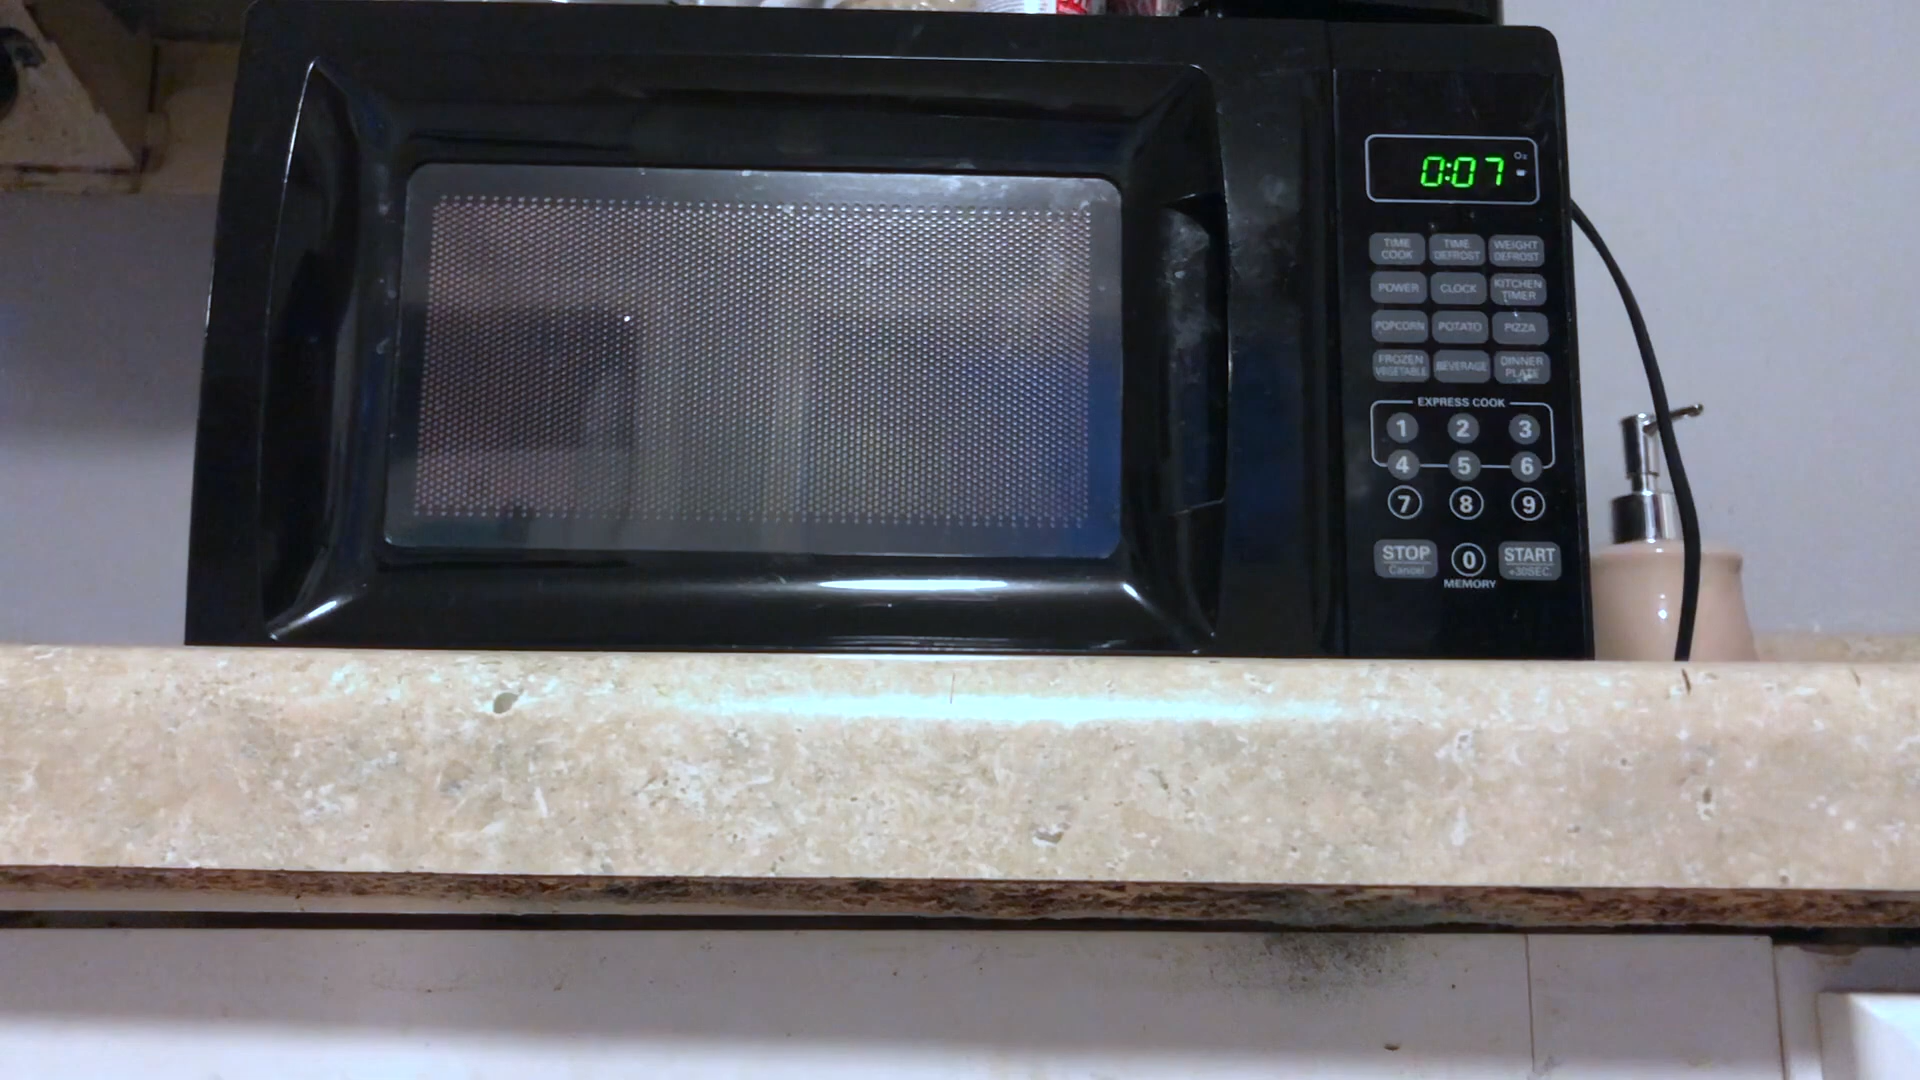 0:07
Oz
TIME COOK
TIME DEFROST
WEIGHT DEFROST
POWER
CLOCK
KITCHEN TIMER
POPCORN
POTATO
PIZZA
FROZEN VEGETABLE
BEVERAGE
DINNER PLATE
EXPRESS COOK
1 2 3
4 5 6
7 8 9
STOP Cancel
0
START +30SEC.
MEMORY